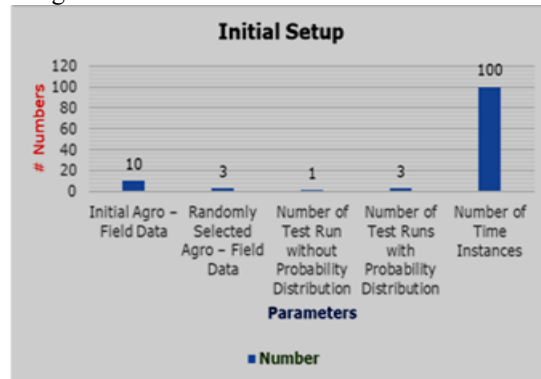 Initial Setup
# Numbers
120
100
80
60
40
20
0
10
3
1
3
100
Initial Agro –
Field Data
Randomly
Selected
Agro – Field
Data
Number of
Test Run
without
Probability
Distribution
Number of
Test Runs
with
Probability
Distribution
Number of
Time
Instances
Parameters
Number